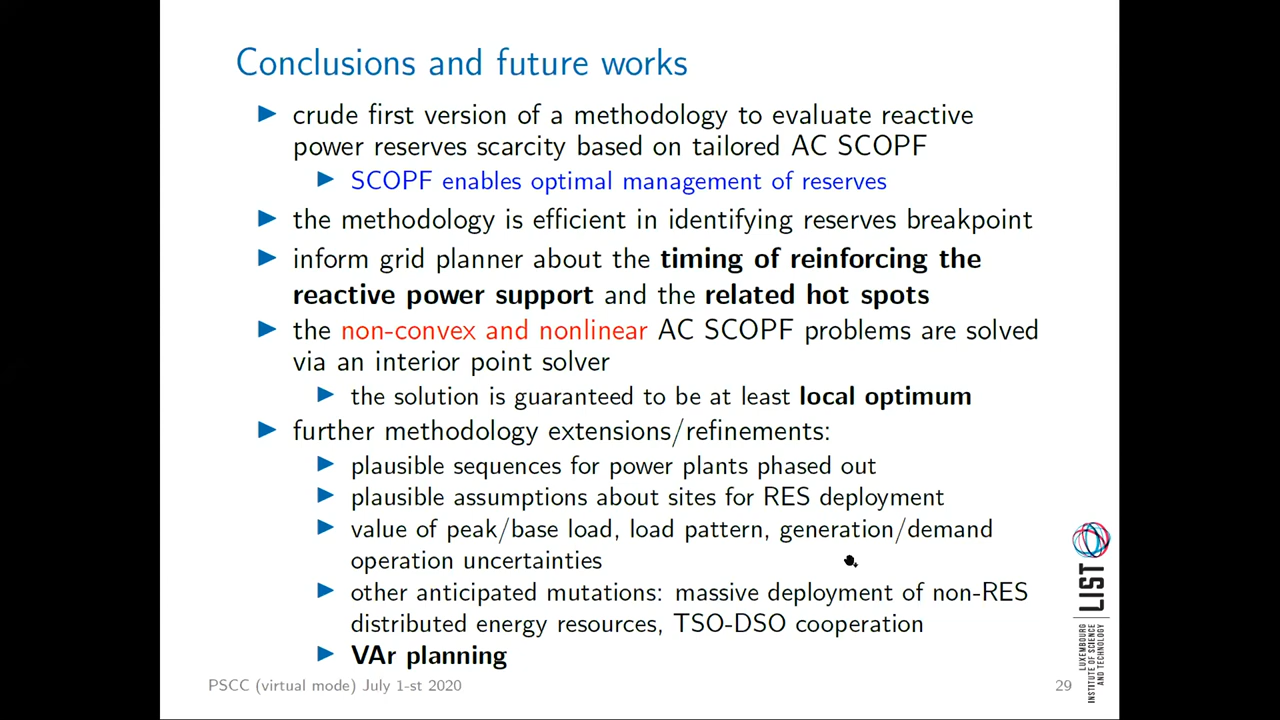 Conclusions and future works
crude first version of a methodology to evaluate reactive
power reserves scarcity based on tailored AC SCOPF
SCOPF enables optimal management of reserves
the methodology is efficient in identifying reserves breakpoint
inform grid planner about the timing of reinforcing the
reactive power support and the related hot spots
the non-convex and nonlinear AC SCOPF problems are solved
via an interior point solver
the solution is guaranteed to be at least local optimum
further methodology extensions/refinements:
plausible sequences for power plants phased out
plausible assumptions about sites for RES deployment
value of peak/base load, load pattern, generation/demand
operation uncertainties
other anticipated mutations: massive deployment of non-RES
distributed energy resources, TSO-DSO cooperation
VAr planning
PSCC (virtual mode) July 1-st 2020
29
LIST
LUXEMBOURG
INSTITUTE OF SCIENCE
AND TECHNOLOGY